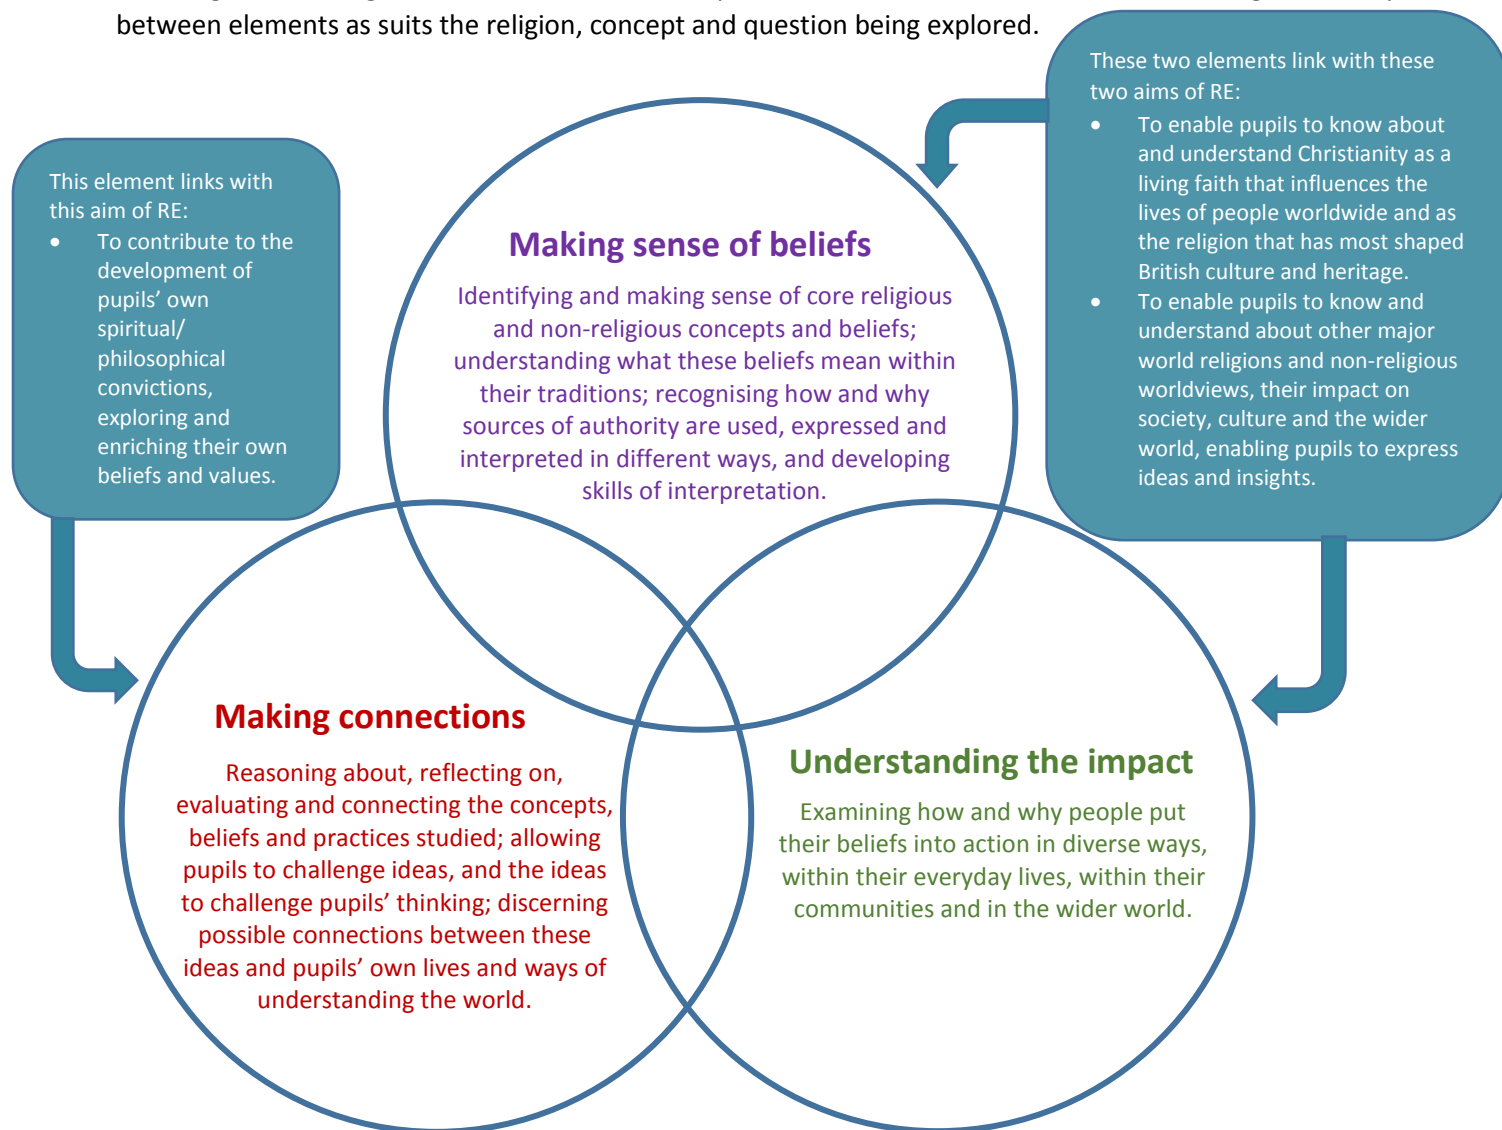 between elements as suits the religion, concept and question being explored.
These two elements link with these
two aims of RE:
• To enable pupils to know about
and understand Christianity as a
living faith that influences the
lives of people worldwide and as
the religion that has most shaped
British culture and heritage.
• To enable pupils to know and
understand about other major
world religions and non-religious
worldviews, their impact on
society, culture and the wider
world, enabling pupils to express
ideas and insights.
This element links with
this aim of RE:
• To contribute to the
development of
pupils’ own
spiritual/
philosophical
convictions,
exploring and
enriching their own
beliefs and values.
Making sense of beliefs
Identifying and making sense of core religious
and non-religious concepts and beliefs;
understanding what these beliefs mean within
their traditions; recognising how and why
sources of authority are used, expressed and
interpreted in different ways, and developing
skills of interpretation.
Making connections
Reasoning about, reflecting on,
evaluating and connecting the concepts,
beliefs and practices studied; allowing
pupils to challenge ideas, and the ideas
to challenge pupils’ thinking; discerning
possible connections between these
ideas and pupils’ own lives and ways of
understanding the world.
Understanding the impact
Examining how and why people put
their beliefs into action in diverse ways,
within their everyday lives, within their
communities and in the wider world.